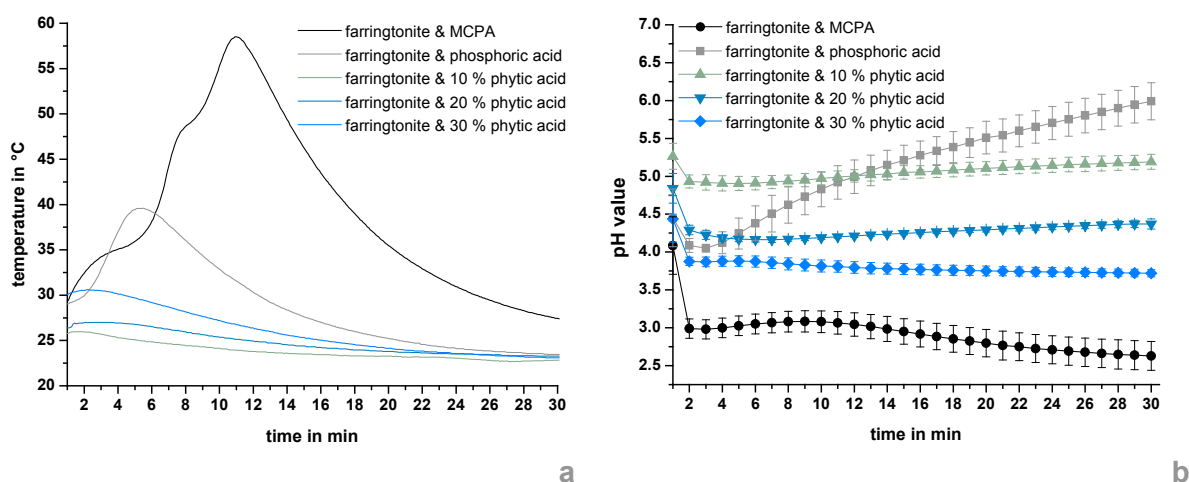 60
55
50
45
40
35
30
25
20
temperature in °C
farringtonite & MCPA
farringtonite & phosphoric acid
farringtonite & 10 % phytic acid
farringtonite & 20 % phytic acid
farringtonite & 30 % phytic acid
2 4 6 8 10 12 14 16 18 20 22 24 26 28 30
time in min
a
7.0
6.5
6.0
5.5
5.0
4.5
4.0
3.5
3.0
2.5
pH value
farringtonite & MCPA
farringtonite & phosphoric acid
farringtonite & 10 % phytic acid
farringtonite & 20 % phytic acid
farringtonite & 30 % phytic acid
2 4 6 8 10 12 14 16 18 20 22 24 26 28 30
time in min
b